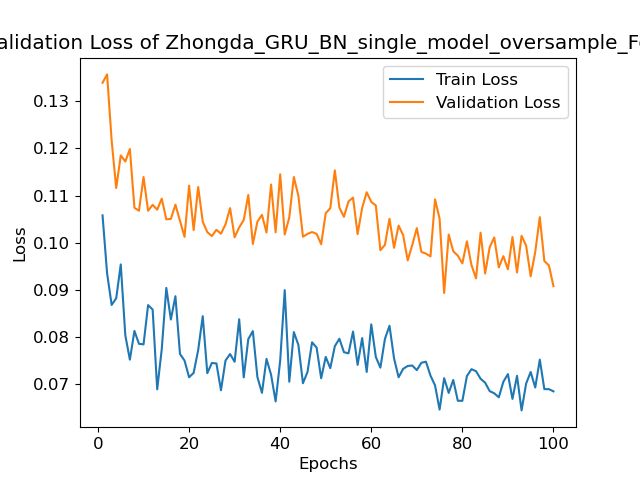 alidation Loss of Zhongda_GRU_BN_single_model_oversample_F
Train Loss
Validation Loss
0.13
0.12
0.11
0.10
0.09
0.08
0.07
Loss
0 20 40 60 80 100
Epochs